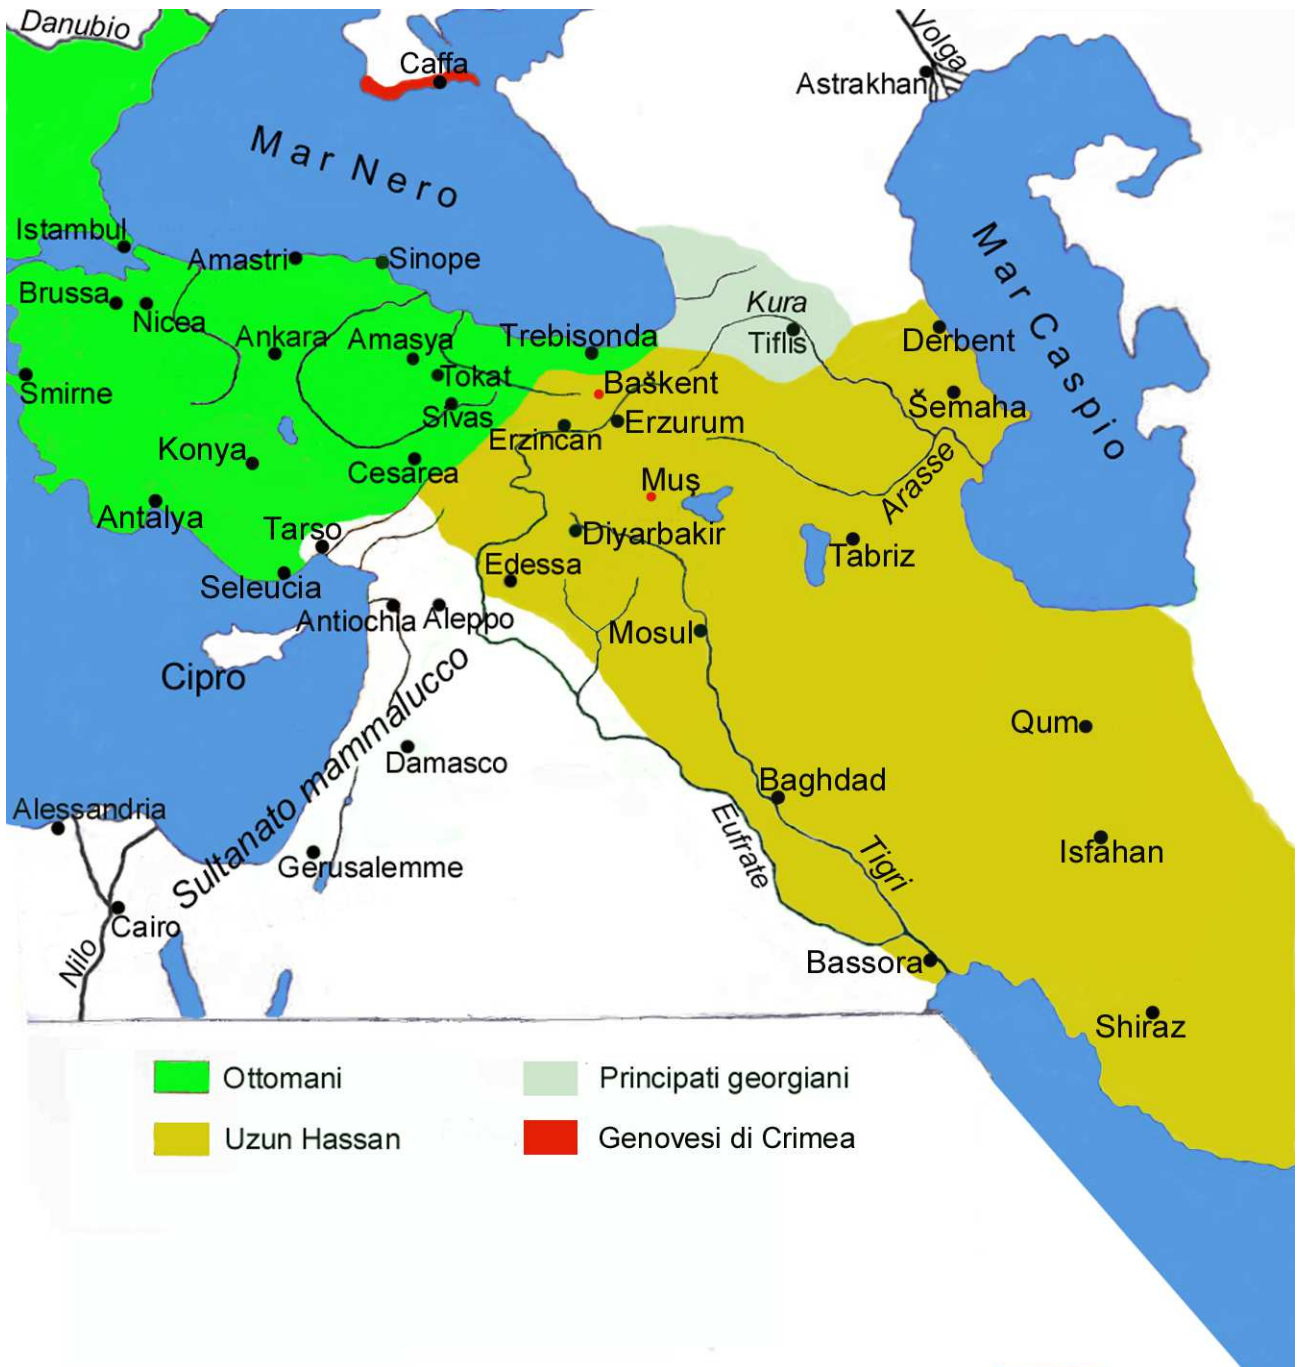 Danubio
Volga
Caffa
Astrakhan
Mar Nero
Istambul
Amastri
Sinope
Mar Caspio
Brussa
Nicea
Kura
Ankara
Amasya
Trebisonda
Tiflis
Derbent
Smirne
Tokat
Baškent
Sivas
Šemaha
Erzincan
Erzurum
Konya
Cesarea
Arasse
Muş
Antalya
Tarso
Diyarbakir
Tabriz
Seleucia
Edessa
Antiochia
Aleppo
Mosul
Cipro
Sultanato mammalucco
Qum
Damasco
Baghdad
Alessandria
Eufrate
Tigri
Isfahan
Gerusalemme
Cairo
Nilo
Bassora
Shiraz
Ottomani
Principati georgiani
Uzun Hassan
Genovesi di Crimea